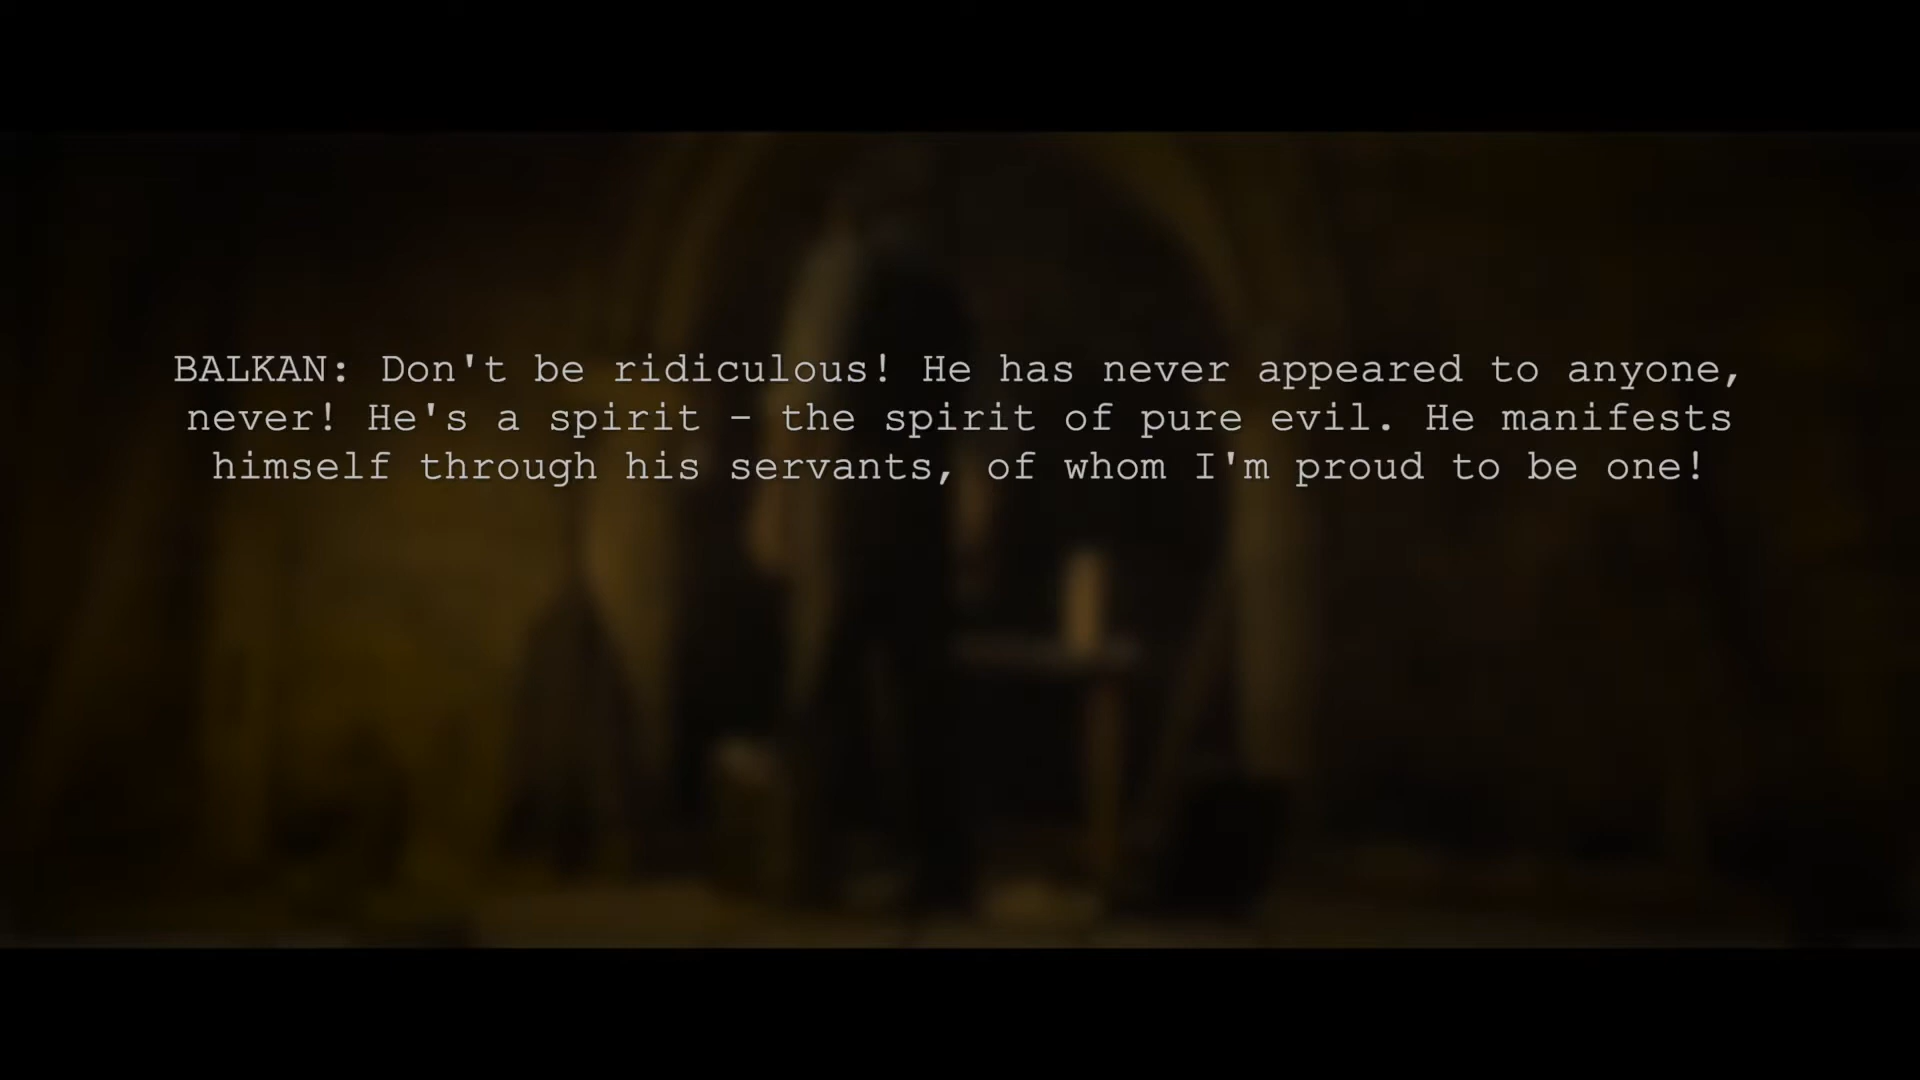 BALKAN: Don't be ridiculous! He has never appeared to anyone,
never! He's a spirit - the spirit of pure evil. He manifests
himself through his servants, of whom I'm proud to be one!